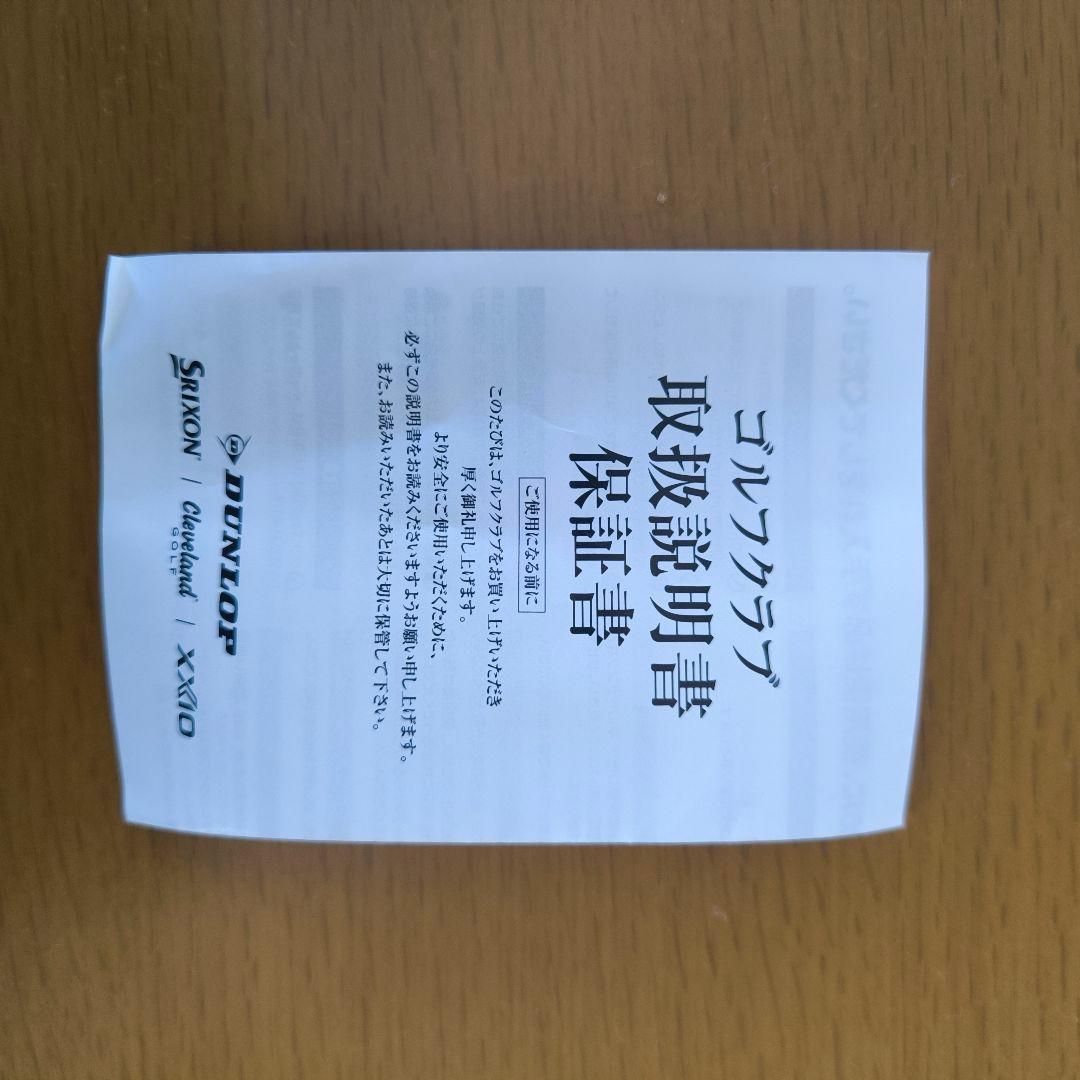 ゴルフクラブ
取扱説明書
保証書
ご使用になる前に
このたびは、ゴルフクラブをお買い上げいただき
厚く御礼申し上げます。
より安全にご使用いただくために、
必ずこの説明書をお読みくださいますようお願い申し上げます。
また、お読みいただいたあとは大切に保管して下さい。
DUNLOP
SRIXON | Cleveland GOLF | XXIO